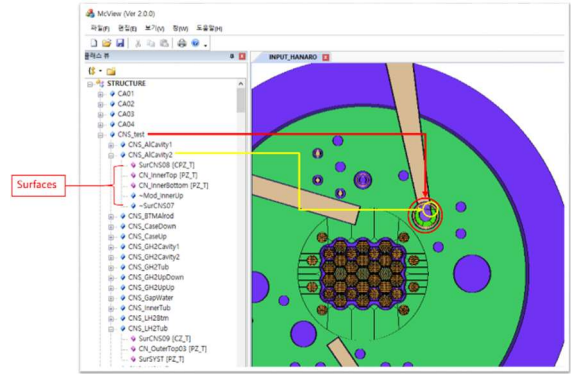 McView (Ver 2.0.0)
파일(F) 편집(E) 보기(V) 창(W) 도움말(H)
클래스 뷰
INPUT_HANARO
STRUCTURE
CA01
CA02
CA03
CA04
CNS_test
CNS_AlCavity1
CNS_AlCavity2
SurCNS08 [CPZ_T]
CN_InnerTop [PZ_T]
CN_InnerBottom [PZ_T]
~Mod_InnerUp
~SurCNS07
Surfaces
CNS_BTMAlrod
CNS_CaseDown
CNS_CaseUp
CNS_GH2Cavity1
CNS_GH2Cavity2
CNS_GH2Tub
CNS_GH2UpDown
CNS_GH2UpUp
CNS_GapWater
CNS_InnerTub
CNS_LH2Btm
CNS_LH2Tub
SurCNS09 [CZ_T]
CN_OuterTop03 [PZ_T]
SurSYST [PZ_T]